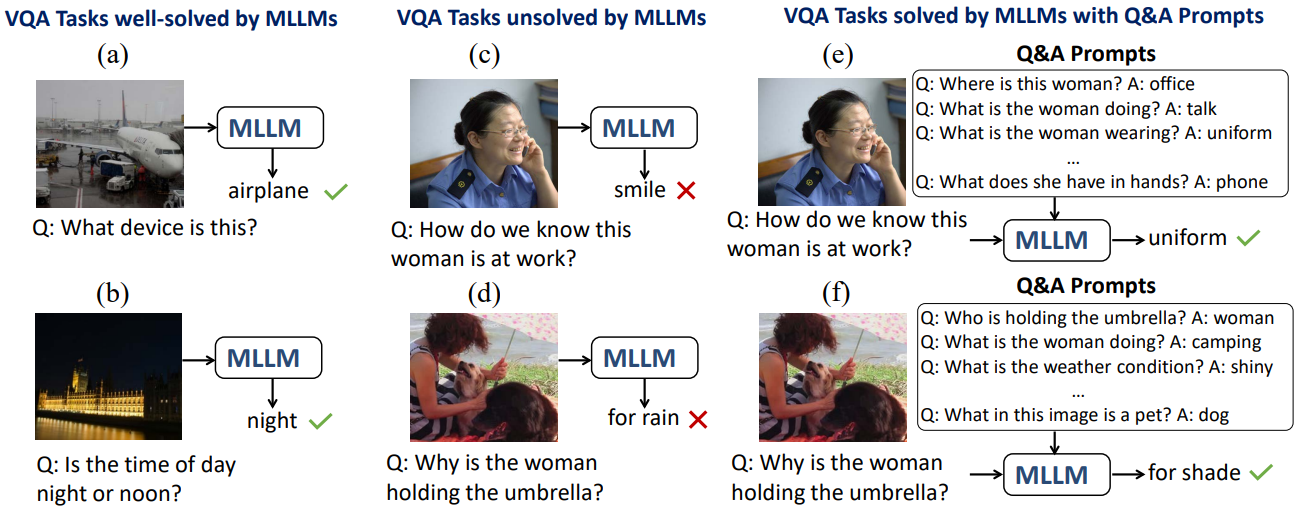 VQA Tasks well-solved by MLLMs
(a)
MLLM
airplane
Q: What device is this?
(b)
MLLM
night
Q: Is the time of day
night or noon?
VQA Tasks unsolved by MLLMs
(c)
MLLM
smile
Q: How do we know this
woman is at work?
(d)
MLLM
for rain
Q: Why is the woman
holding the umbrella?
VQA Tasks solved by MLLMs with Q&A Prompts
(e)
Q&A Prompts
Q: Where is this woman? A: office
Q: What is the woman doing? A: talk
Q: What is the woman wearing? A: uniform
...
Q: What does she have in hands? A: phone
Q: How do we know this
woman is at work?
MLLM
uniform
(f)
Q&A Prompts
Q: Who is holding the umbrella? A: woman
Q: What is the woman doing? A: camping
Q: What is the weather condition? A: shiny
...
Q: What in this image is a pet? A: dog
Q: Why is the woman
holding the umbrella?
MLLM
for shade